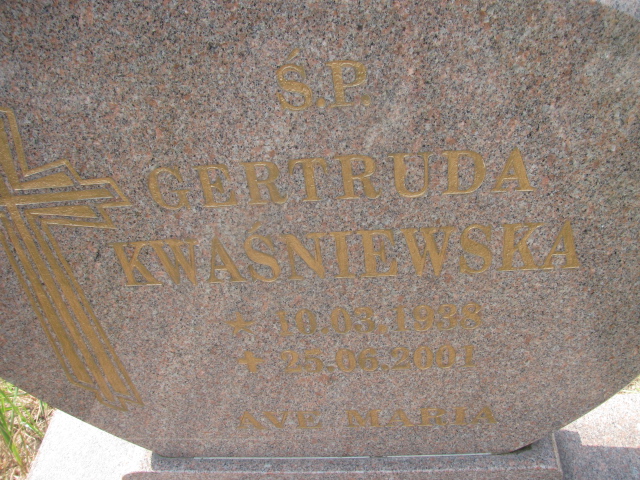 Ś.P.
GERTRUDA
KWAŚNIEWSKA
* 10.03.1938
+ 25.06.2001
AVE MARIA